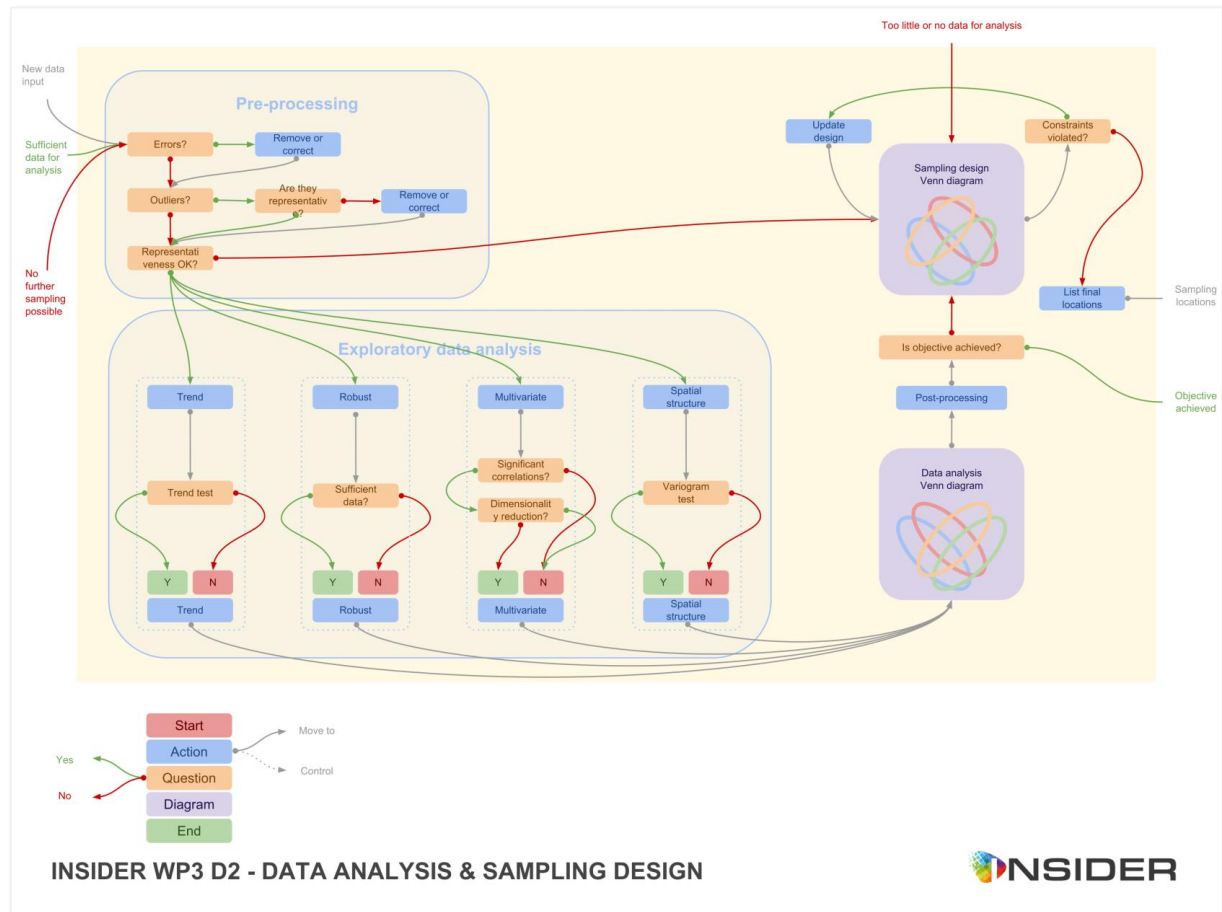 Too little or no data for analysis
New data
input
Pre-processing
Sufficient
data for
analysis
Errors?
Remove or
correct
Update
design
Constraints
violated?
Sampling design
Venn diagram
Outliers?
Are they
representativ
?
Remove or
correct
Representati
veness OK?
No
further
sampling
possible
List final
locations
Sampling
locations
Exploratory data analysis
Is objective achieved?
Trend
Robust
Multivariate
Spatial
structure
Post-processing
Objective
achieved
Significant
correlations?
Data analysis
Venn diagram
Trend test
Sufficient
data?
Dimensionalit
y reduction?
Variogram
test
Y
N
Y
N
Y
N
Y
N
Trend
Robust
Multivariate
Spatial
structure
Start
Action
Question
Diagram
End
Move to
Control
Yes
No
INSIDER WP3 D2 - DATA ANALYSIS & SAMPLING DESIGN
INSIDER